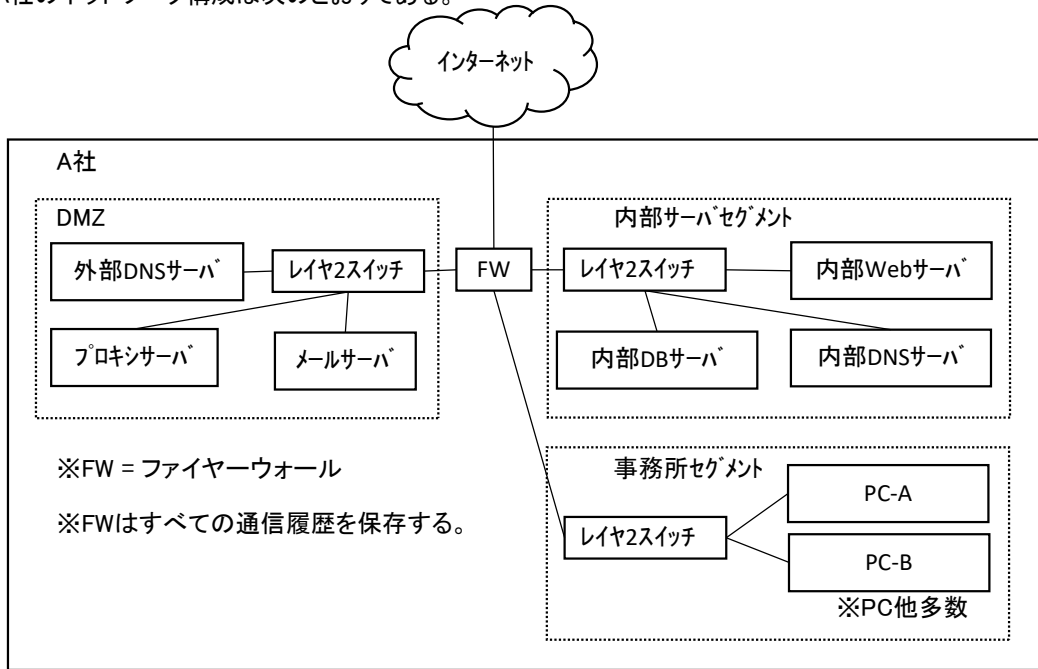 A社のネットワーク構成は次のとおりである。
インターネット
A社
DMZ
外部DNSサーバ
レイヤ2スイッチ
プロキシサーバ
メールサーバ
FW
内部サーバセグメント
レイヤ2スイッチ
内部Webサーバ
内部DBサーバ
内部DNSサーバ
※FW = ファイヤーウォール
※FWはすべての通信履歴を保存する。
事務所セグメント
レイヤ2スイッチ
PC-A
PC-B
※PC他多数